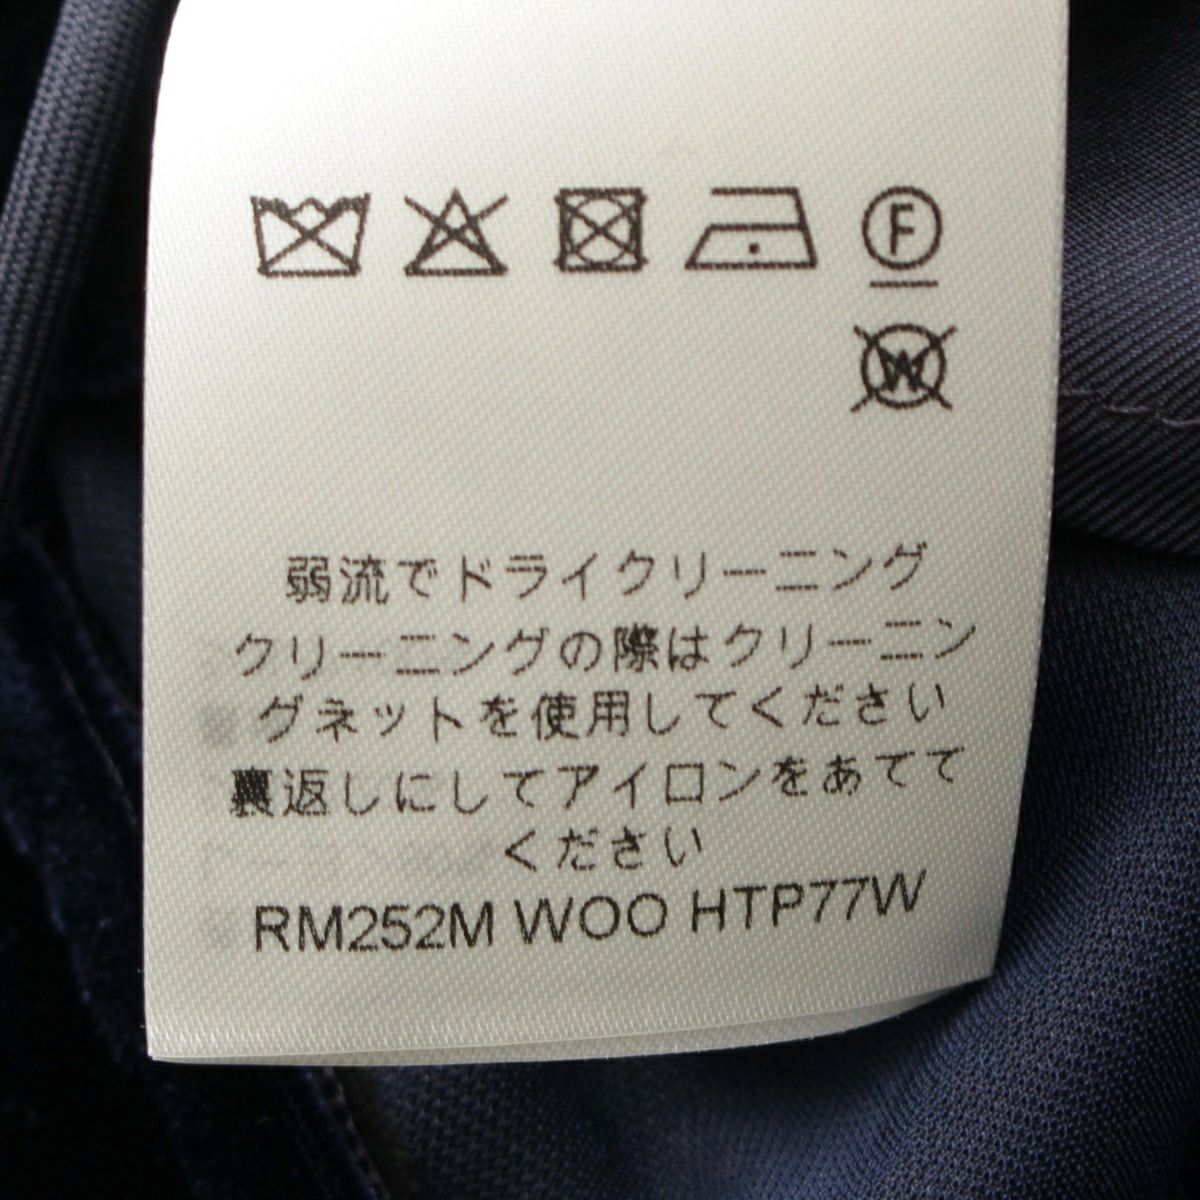 F
W
弱流でドライクリーニング
クリーニングの際はクリーニン
グネットを使用してください
裏返しにしてアイロンをあてて
ください
RM252M WOO HTP77W